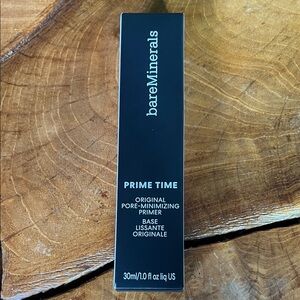 bareMinerals
PRIME TIME
ORIGINAL
PORE-MINIMIZING
PRIMER
BASE
LISSANTE
ORIGINALE
30ml/1.0 fl oz liq US